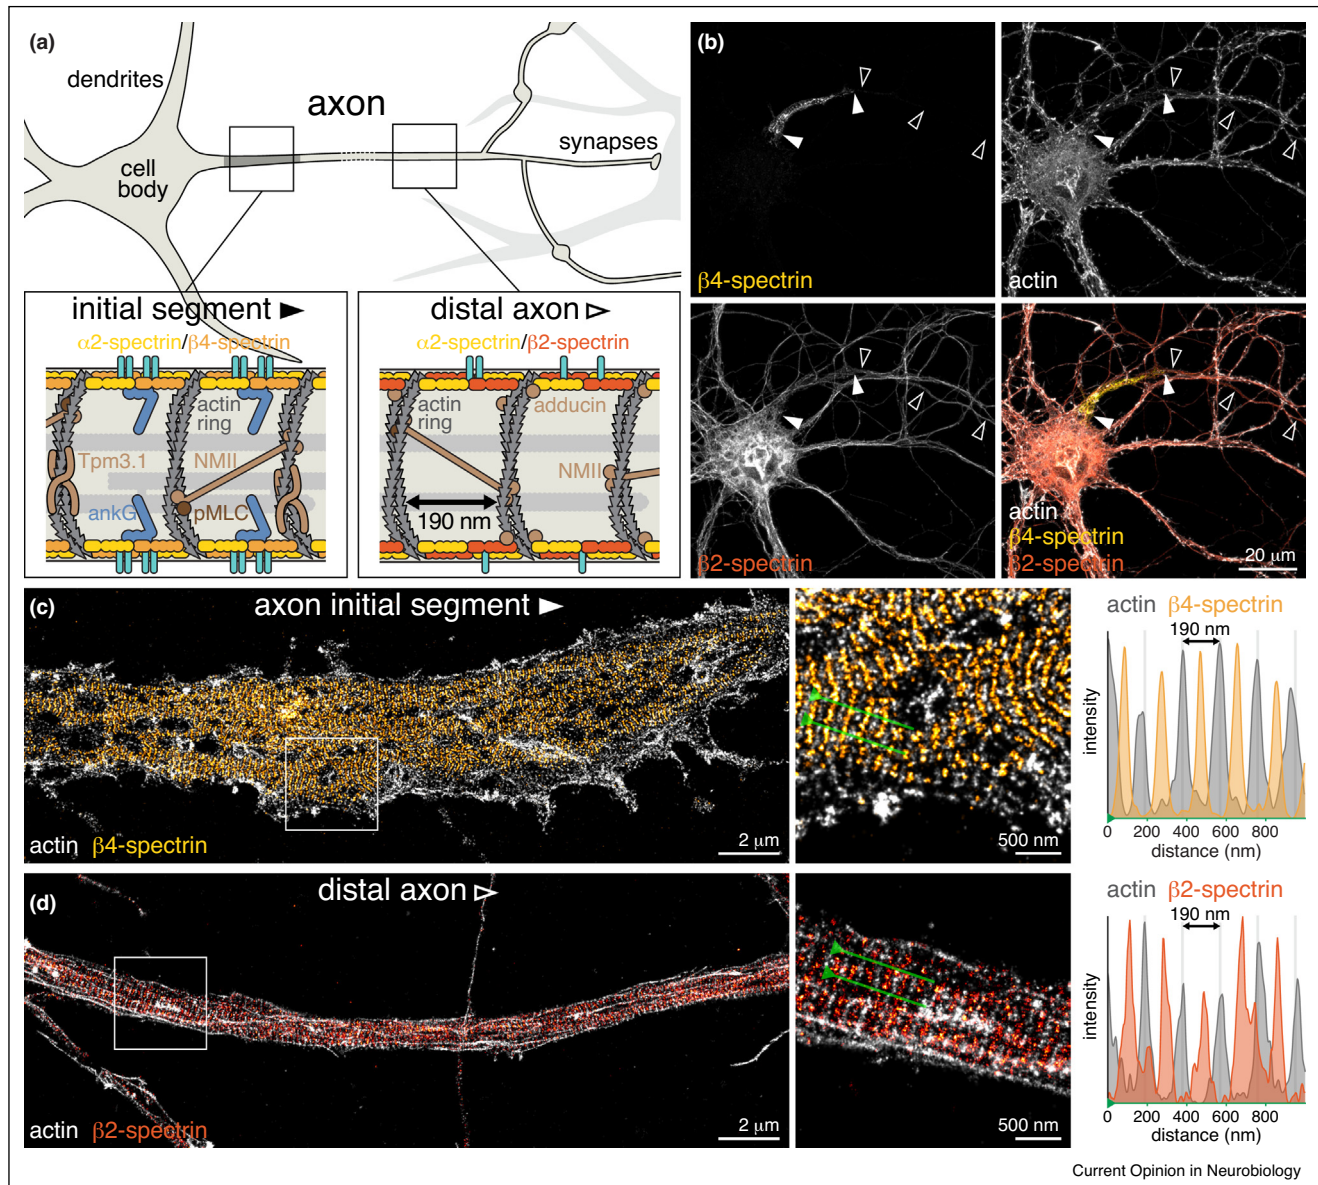 (a)
dendrites
axon
synapses
cell
body
initial segment
α2-spectrin/β4-spectrin
actin
ring
Tpm3.1
NMII
ankG
pMLC
distal axon
α2-spectrin/β2-spectrin
actin
ring
adducin
NMII
190 nm
(b)
β4-spectrin
actin
β2-spectrin
actin
β4-spectrin
β2-spectrin
20 μm
(c)
axon initial segment
actin β4-spectrin
2 μm
500 nm
actin β4-spectrin
190 nm
intensity
0 200 400 600 800
distance (nm)
(d)
distal axon
actin β2-spectrin
2 μm
500 nm
actin β2-spectrin
190 nm
intensity
0 200 400 600 800
distance (nm)
Current Opinion in Neurobiology